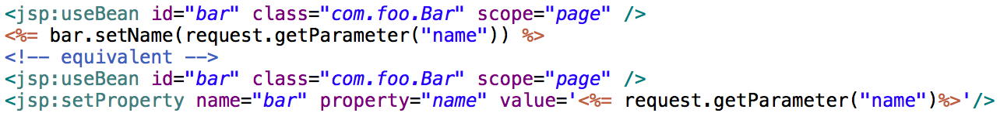 <jsp:useBean id="bar" class="com.foo.Bar" scope="page" />
<%= bar.setName(request.getParameter("name")) %>
<!-- equivalent -->
<jsp:useBean id="bar" class="com.foo.Bar" scope="page" />
<jsp:setProperty name="bar" property="name" value='<%= request.getParameter("name")%>'/>